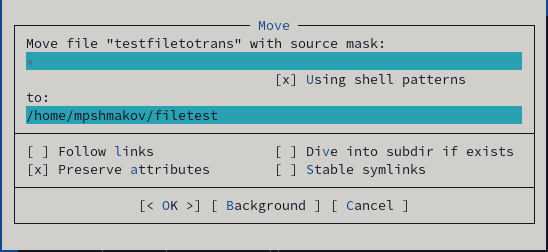 Move
Move file "testfiletotrans" with source mask:
*
[x] Using shell patterns
to:
/home/mpshmakov/filetest
[ ] Follow links [ ] Dive into subdir if exists
[x] Preserve attributes [ ] Stable symlinks
[< OK >] [ Background ] [ Cancel ]